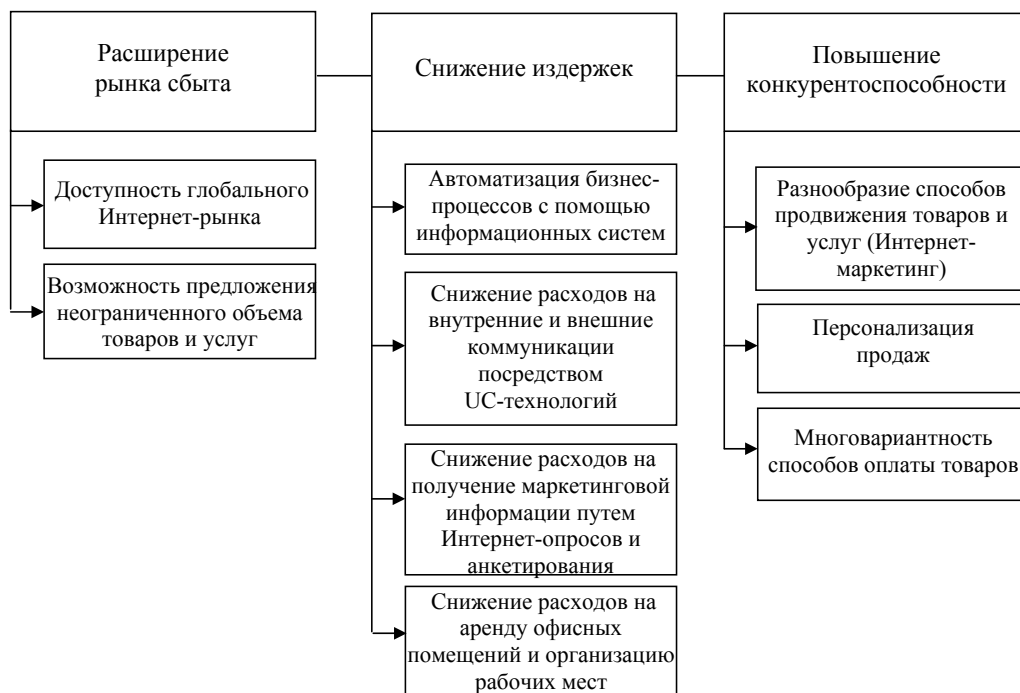 Расширение
рынка сбыта
Доступность глобального
Интернет-рынка
Возможность предложения
неограниченного объема
товаров и услуг
Снижение издержек
Автоматизация бизнес-
процессов с помощью
информационных систем
Снижение расходов на
внутренние и внешние
коммуникации
посредством
UC-технологий
Снижение расходов на
получение маркетинговой
информации путем
Интернет-опросов и
анкетирования
Снижение расходов на
аренду офисных
помещений и организацию
рабочих мест
Повышение
конкурентоспособности
Разнообразие способов
продвижения товаров и
услуг (Интернет-
маркетинг)
Персонализация
продаж
Многовариантность
способов оплаты товаров